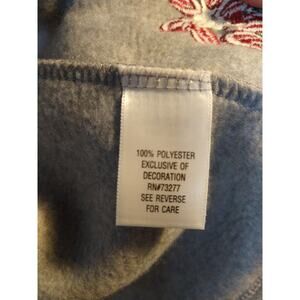 100% POLYESTER
EXCLUSIVE OF
DECORATION
RN#73277
SEE REVERSE
FOR CARE